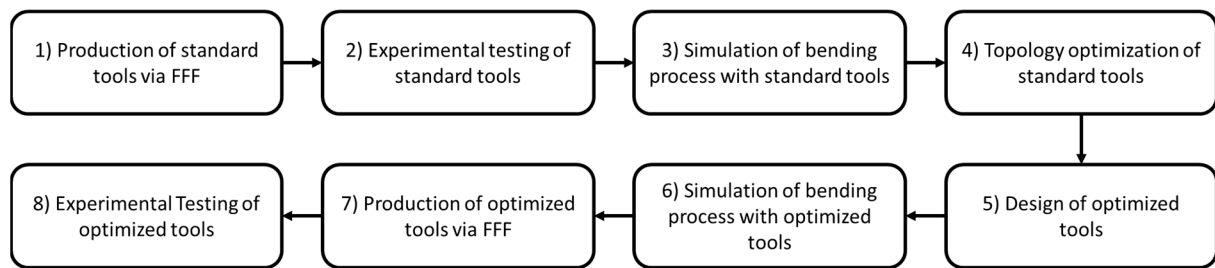 1) Production of standard
tools via FFF
2) Experimental testing of
standard tools
3) Simulation of bending
process with standard tools
4) Topology optimization of
standard tools
5) Design of optimized
tools
6) Simulation of bending
process with optimized
tools
7) Production of optimized
tools via FFF
8) Experimental Testing of
optimized tools